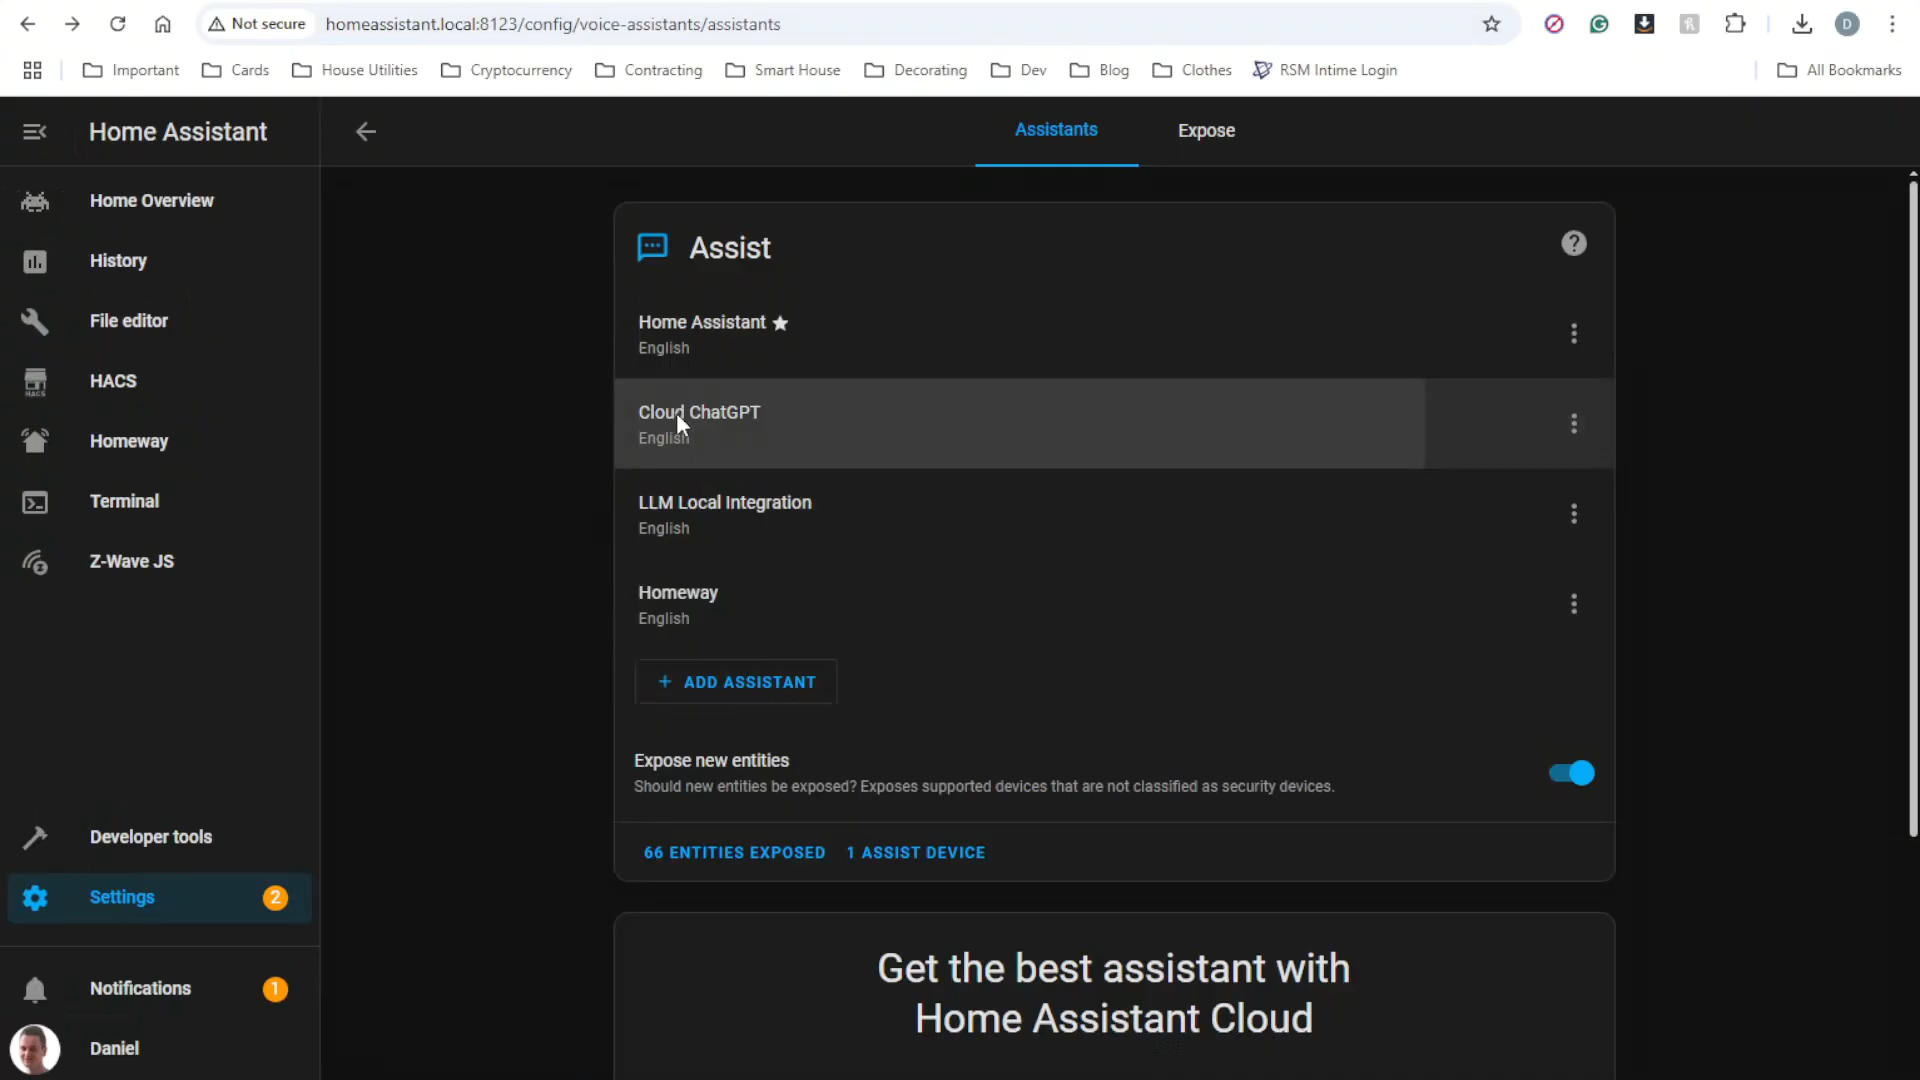 Not secure
homeassistant.local:8123/config/voice-assistants/assistants
D
Important
Cards
House Utilities
Cryptocurrency
Contracting
Smart House
Decorating
Dev
Blog
Clothes
RSM Intime Login
All Bookmarks
Home Assistant
Assistants
Expose
Home Overview
History
File editor
HACS
HACS
Homeway
Terminal
Z-Wave JS
Developer tools
Settings
2
Notifications
1
Daniel
Assist
Home Assistant
English
Cloud ChatGPT
English
LLM Local Integration
English
Homeway
English
+ ADD ASSISTANT
Expose new entities
Should new entities be exposed? Exposes supported devices that are not classified as security devices.
66 ENTITIES EXPOSED 1 ASSIST DEVICE
Get the best assistant with
Home Assistant Cloud